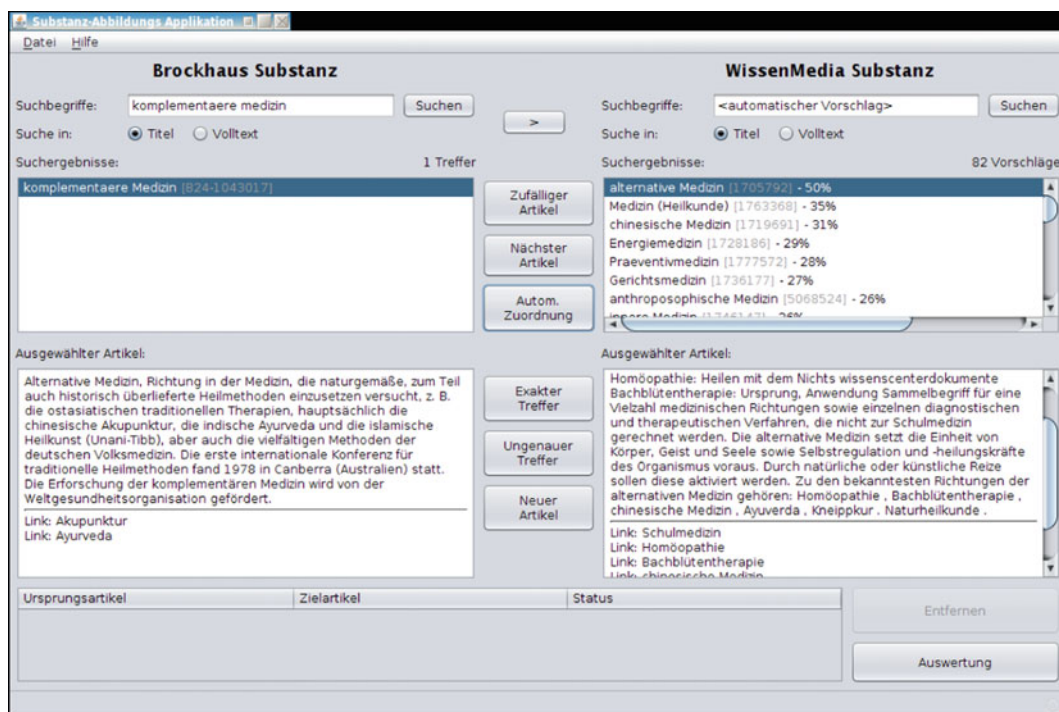 Substanz-Abbildungs Applikation
Datei Hilfe
Brockhaus Substanz
Suchbegriffe: komplementaere medizin Suchen
Suche in: Titel Volltext
Suchergebnisse: 1 Treffer
komplementaere Medizin [824-1043017]
Ausgewählter Artikel:
Alternative Medizin, Richtung in der Medizin, die naturgemäße, zum Teil
auch historisch überlieferte Heilmethoden einzusetzen versucht, z. B.
die ostasiatischen traditionellen Therapien, hauptsächlich die
chinesische Akupunktur, die indische Ayurveda und die islamische
Heilkunst (Unani-Tibb), aber auch die vielfältigen Methoden der
deutschen Volksmedizin. Die erste internationale Konferenz für
traditionelle Heilmethoden fand 1978 in Canberra (Australien) statt.
Die Erforschung der komplementären Medizin wird von der
Weltgesundheitsorganisation gefördert.
Link: Akupunktur
Link: Ayurveda
>
Zufälliger
Artikel
Nächster
Artikel
Autom.
Zuordnung
Exakter
Treffer
Ungenauer
Treffer
Neuer
Artikel
WissenMedia Substanz
Suchbegriffe: <automatischer Vorschlag> Suchen
Suche in: Titel Volltext
Suchergebnisse: 82 Vorschläge
alternative Medizin [1705792] - 50%
Medizin (Heilkunde) [1763368] - 35%
chinesische Medizin [1719691] - 31%
Energiemedizin [1728186] - 29%
Praeventivmedizin [1777572] - 28%
Gerichtsmedizin [1736177] - 27%
anthroposophische Medizin [5068524] - 26%
innere Medizin [1746147] - 26%
Ausgewählter Artikel:
Homöopathie: Heilen mit dem Nichts wissenscenterdokumente
Bachblütentherapie: Ursprung, Anwendung Sammelbegriff für eine
Vielzahl medizinischen Richtungen sowie einzelnen diagnostischen
und therapeutischen Verfahren, die nicht zur Schulmedizin
gerechnet werden. Die alternative Medizin setzt die Einheit von
Körper, Geist und Seele sowie Selbstregulation und -heilungskräfte
des Organismus voraus. Durch natürliche oder künstliche Reize
sollen diese aktiviert werden. Zu den bekanntesten Richtungen der
alternativen Medizin gehören: Homöopathie , Bachblütentherapie ,
chinesische Medizin , Ayuverda , Kneippkur . Naturheilkunde .
Link: Schulmedizin
Link: Homöopathie
Link: Bachblütentherapie
Link: chinesische Medizin
Ursprungsartikel Zielartikel Status
Entfernen
Auswertung